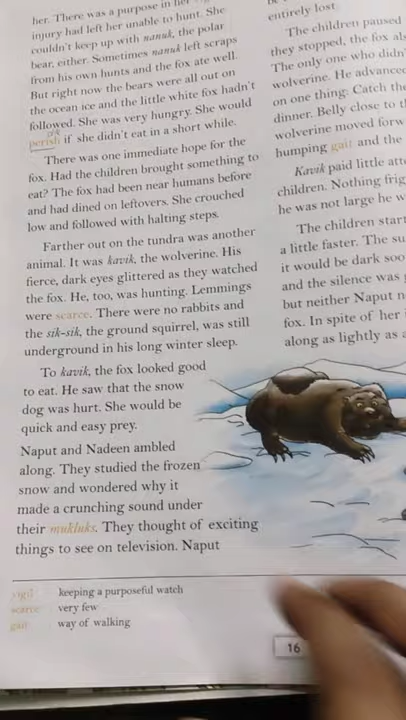 her. There was a purpose in her
injury had left her unable to hunt. She
couldn't keep up with nanuk, the polar
bear, either. Sometimes nanuk left scraps
from his own hunts and the fox ate well.
But right now the bears were all out on
the ocean ice and the little white fox hadn't
followed. She was very hungry. She would
perish if she didn't eat in a short while.
There was one immediate hope for the
fox. Had the children brought something to
eat? The fox had been near humans before
and had dined on leftovers. She crouched
low and followed with halting steps.
Farther out on the tundra was another
animal. It was kavik, the wolverine. His
fierce, dark eyes glittered as they watched
the fox. He, too, was hunting. Lemmings
were scarce. There were no rabbits and
the sik-sik, the ground squirrel, was still
underground in his long winter sleep.
To kavik, the fox looked good
to eat. He saw that the snow
dog was hurt. She would be
quick and easy prey.
Naput and Nadeen ambled
along. They studied the frozen
snow and wondered why it
made a crunching sound under
their mukluks. They thought of exciting
things to see on television. Naput
entirely lost
The children paused
they stopped, the fox
The only one who didn'
wolverine. He advanced
on one thing: Catch the
dinner. Belly close to
wolverine moved
humping gait and the
Kavik paid little
children. Nothing
he was not large he
The children
a little faster. The
it would be dark
and the silence was
but neither Naput
fox. In spite of her
along as lightly as
vigil keeping a purposeful watch
scarce very few
gait way of walking
16